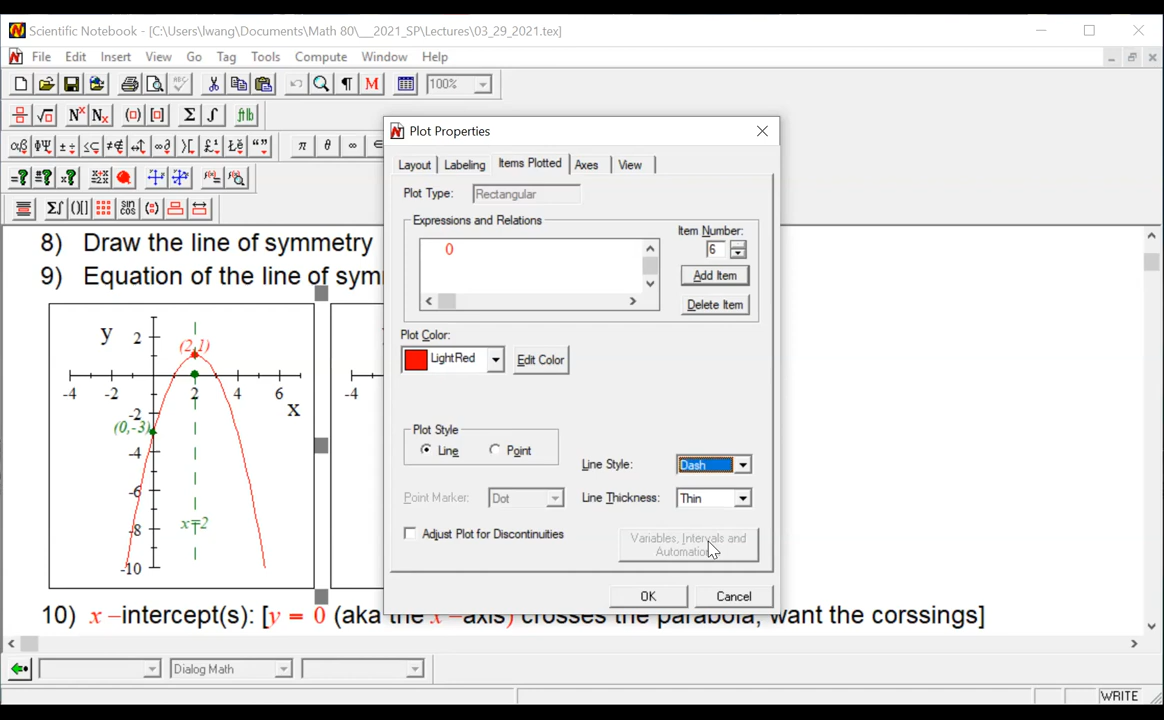 Scientific Notebook - [C:\Users\lwang\Documents\Math 80\__2021_SP\Lectures\03_29_2021.tex]
File Edit Insert View Go Tag Tools Compute Window Help
100%
Plot Properties
Layout Labeling Items Plotted Axes View
Plot Type: Rectangular
Expressions and Relations
Item Number:
0
6
Add Item
Delete Item
Plot Color:
LightRed Edit Color
Plot Style
Line Point
Line Style: Dash
Point Marker: Dot Line Thickness: Thin
Adjust Plot for Discontinuities
Variables, Intervals and
Automation
OK Cancel
8) Draw the line of symmetry
9) Equation of the line of sym
y 2
(2,1)
-4 -2 2 4 6
x
-4
-2
(0,-3)
-4
-6
x=2
-8
-10
10) x –intercept(s): [y = 0 (aka the x –axis) crosses the parabola, want the corssings]
Dialog Math
WRITE